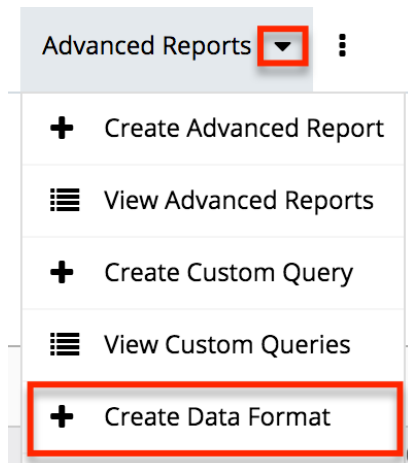 Advanced Reports
Create Advanced Report
View Advanced Reports
Create Custom Query
View Custom Queries
Create Data Format